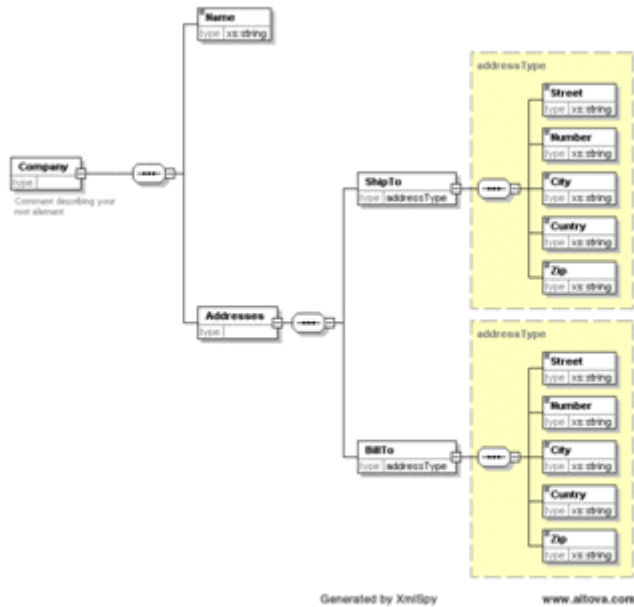 Name
type xs:string
addressType
Street
type xs:string
Number
type xs:string
Company
type
Comment describing your
root element
ShipTo
type addressType
City
type xs:string
Cuntry
type xs:string
Zip
type xs:string
Addresses
type
addressType
Street
type xs:string
Number
type xs:string
BillTo
type addressType
City
type xs:string
Cuntry
type xs:string
Zip
type xs:string
Generated by XmlSpy
www.altova.com